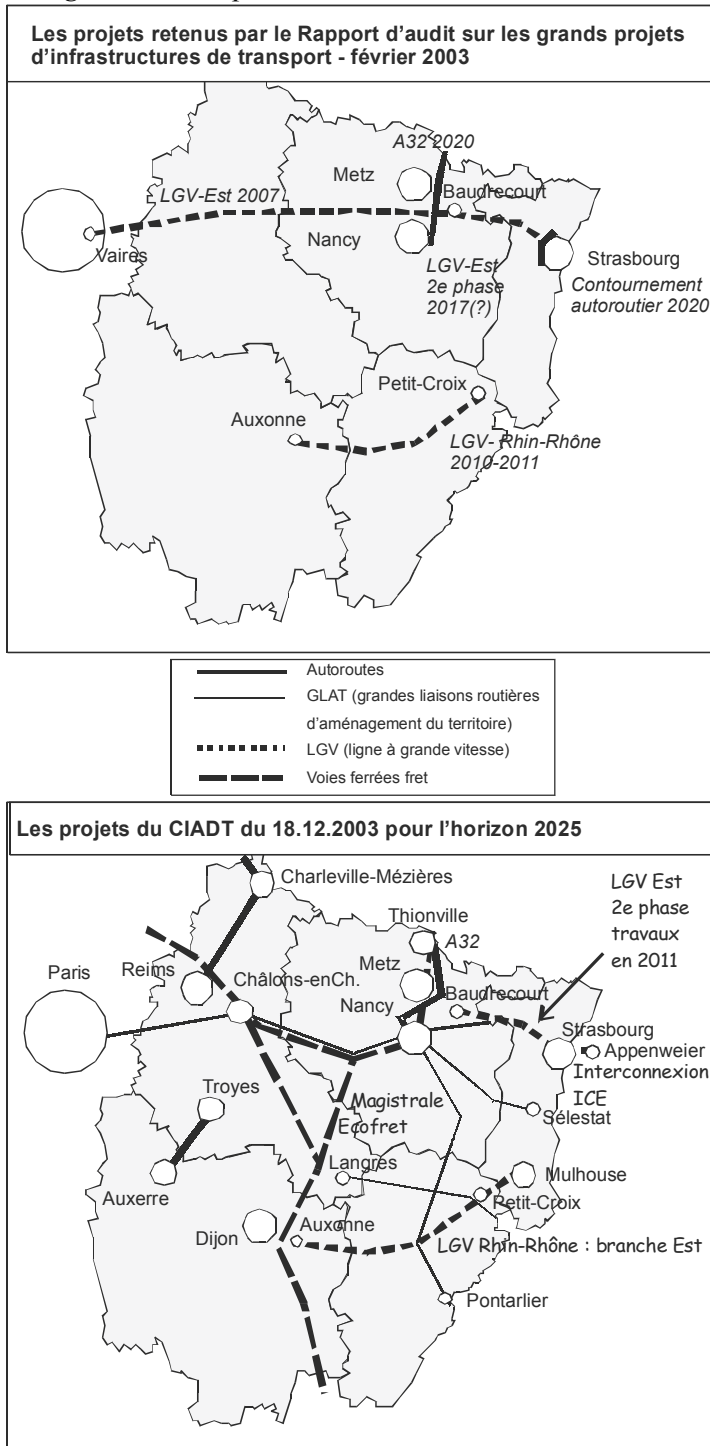 Les projets retenus par le Rapport d'audit sur les grands projets
d'infrastructures de transport - février 2003
A32 2020
Metz
Baudrecourt
LGV-Est 2007
Vaires
Nancy
Strasbourg
LGV-Est
2e phase
2017(?)
Contournement
autoroutier 2020
Petit-Croix
Auxonne
LGV- Rhin-Rhône
2010-2011
Autoroutes
GLAT (grandes liaisons routières
d'aménagement du territoire)
LGV (ligne à grande vitesse)
Voies ferrées fret
Les projets du CIADT du 18.12.2003 pour l'horizon 2025
Charleville-Mézières
LGV Est
2e phase
travaux
en 2011
Thionville
A32
Paris
Reims
Châlons-enCh.
Metz
Nancy
Baudrecourt
Strasbourg
Appenweier
Interconnexion
ICE
Troyes
Magistrale
Ecofret
Sélestat
Langres
Mulhouse
Auxerre
Petit-Croix
Dijon
Auxonne
LGV Rhin-Rhône : branche Est
Pontarlier